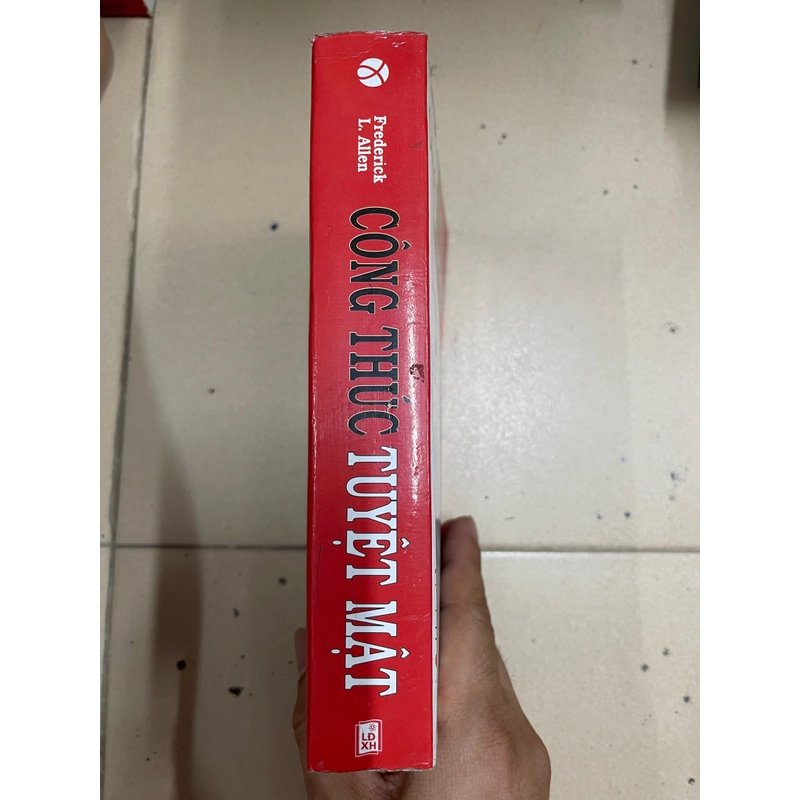 Frederick
L. Allen
CÔNG THỨC TUYỆT MẬT
LĐ
XH